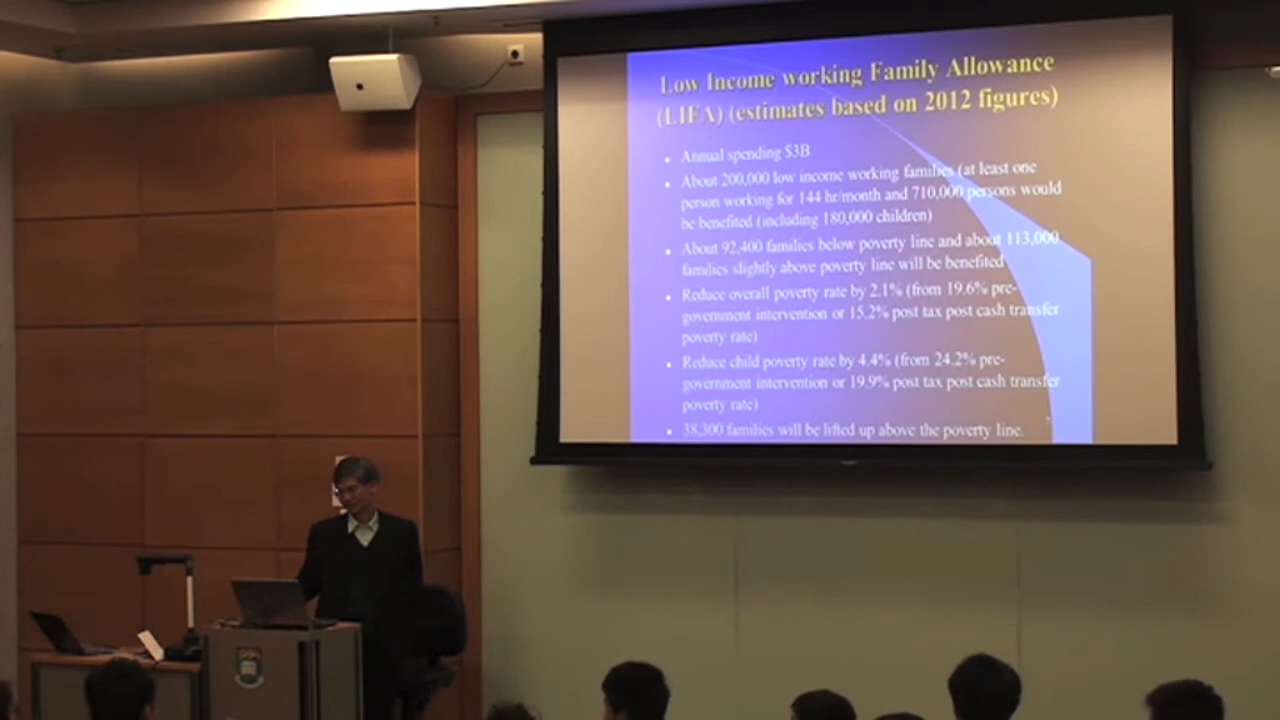 Low Income working Family Allowance
(LIFA) (estimates based on 2012 figures)
• Annual spending $3B
• About 200,000 low income working families (at least one
person working for 144 hr/month and 710,000 persons would
be benefited (including 180,000 children)
• About 92,400 families below poverty line and about 113,000
families slightly above poverty line will be benefited
• Reduce overall poverty rate by 2.1% (from 19.6% pre-
government intervention or 15.2% post tax post cash transfer
poverty rate)
• Reduce child poverty rate by 4.4% (from 24.2% pre-
government intervention or 19.9% post tax post cash transfer
poverty rate)
• 38,300 families will be lifted up above the poverty line.